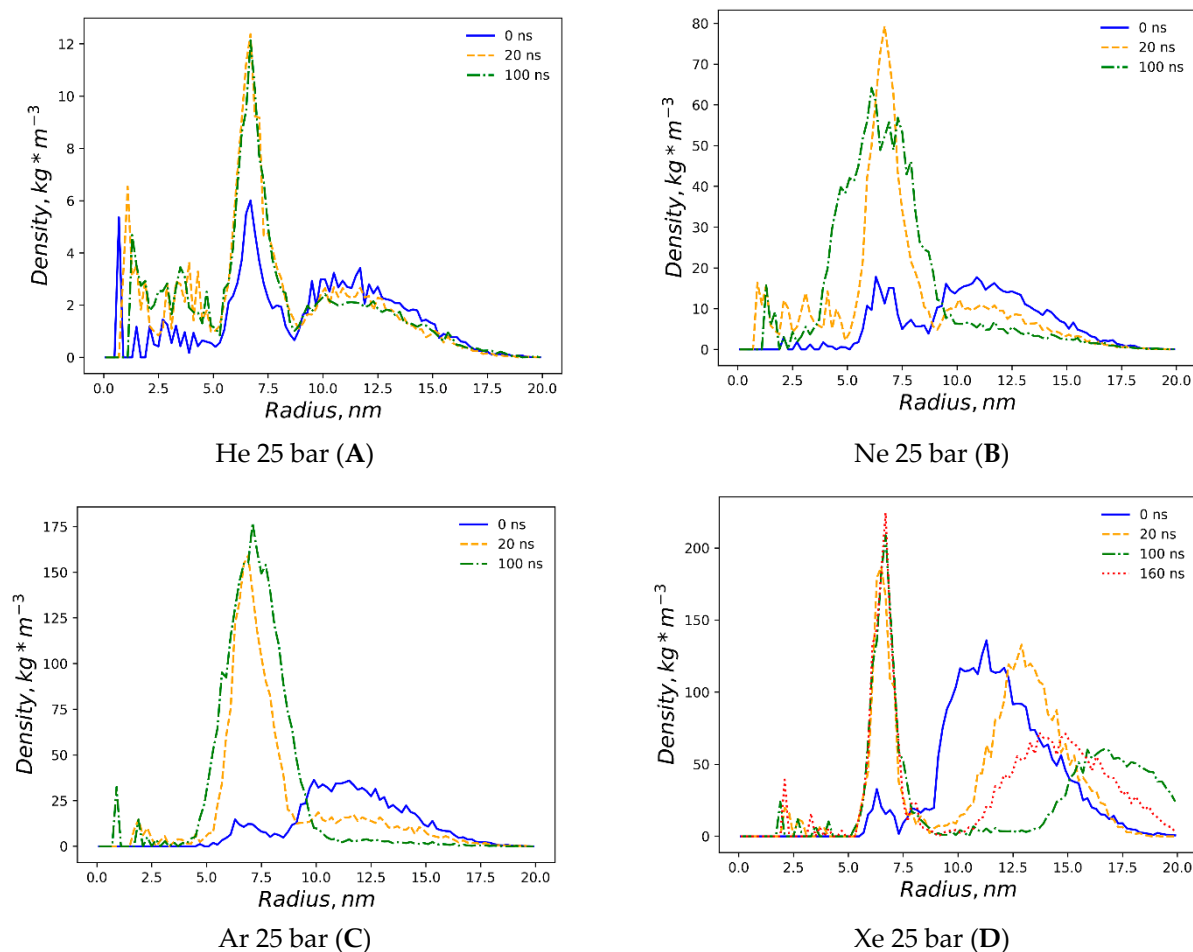 12
10
8
6
4
2
0
Density, kg * m⁻³
0 ns
20 ns
100 ns
0.0 2.5 5.0 7.5 10.0 12.5 15.0 17.5 20.0
Radius, nm
He 25 bar (A)
80
70
60
50
40
30
20
10
0
Density, kg * m⁻³
0 ns
20 ns
100 ns
0.0 2.5 5.0 7.5 10.0 12.5 15.0 17.5 20.0
Radius, nm
Ne 25 bar (B)
175
150
125
100
75
50
25
0
Density, kg * m⁻³
0 ns
20 ns
100 ns
0.0 2.5 5.0 7.5 10.0 12.5 15.0 17.5 20.0
Radius, nm
Ar 25 bar (C)
200
150
100
50
0
Density, kg * m⁻³
0 ns
20 ns
100 ns
160 ns
0.0 2.5 5.0 7.5 10.0 12.5 15.0 17.5 20.0
Radius, nm
Xe 25 bar (D)